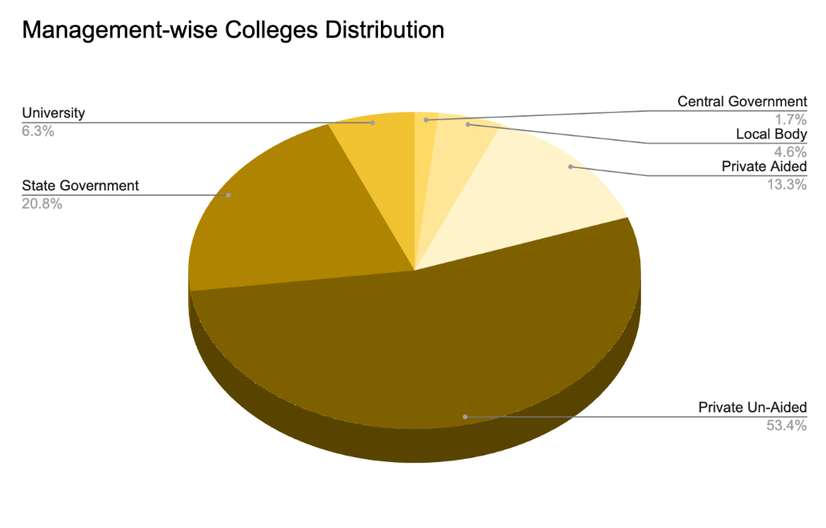 Management-wise Colleges Distribution
University
6.3%
State Government
20.8%
Central Government
1.7%
Local Body
4.6%
Private Aided
13.3%
Private Un-Aided
53.4%